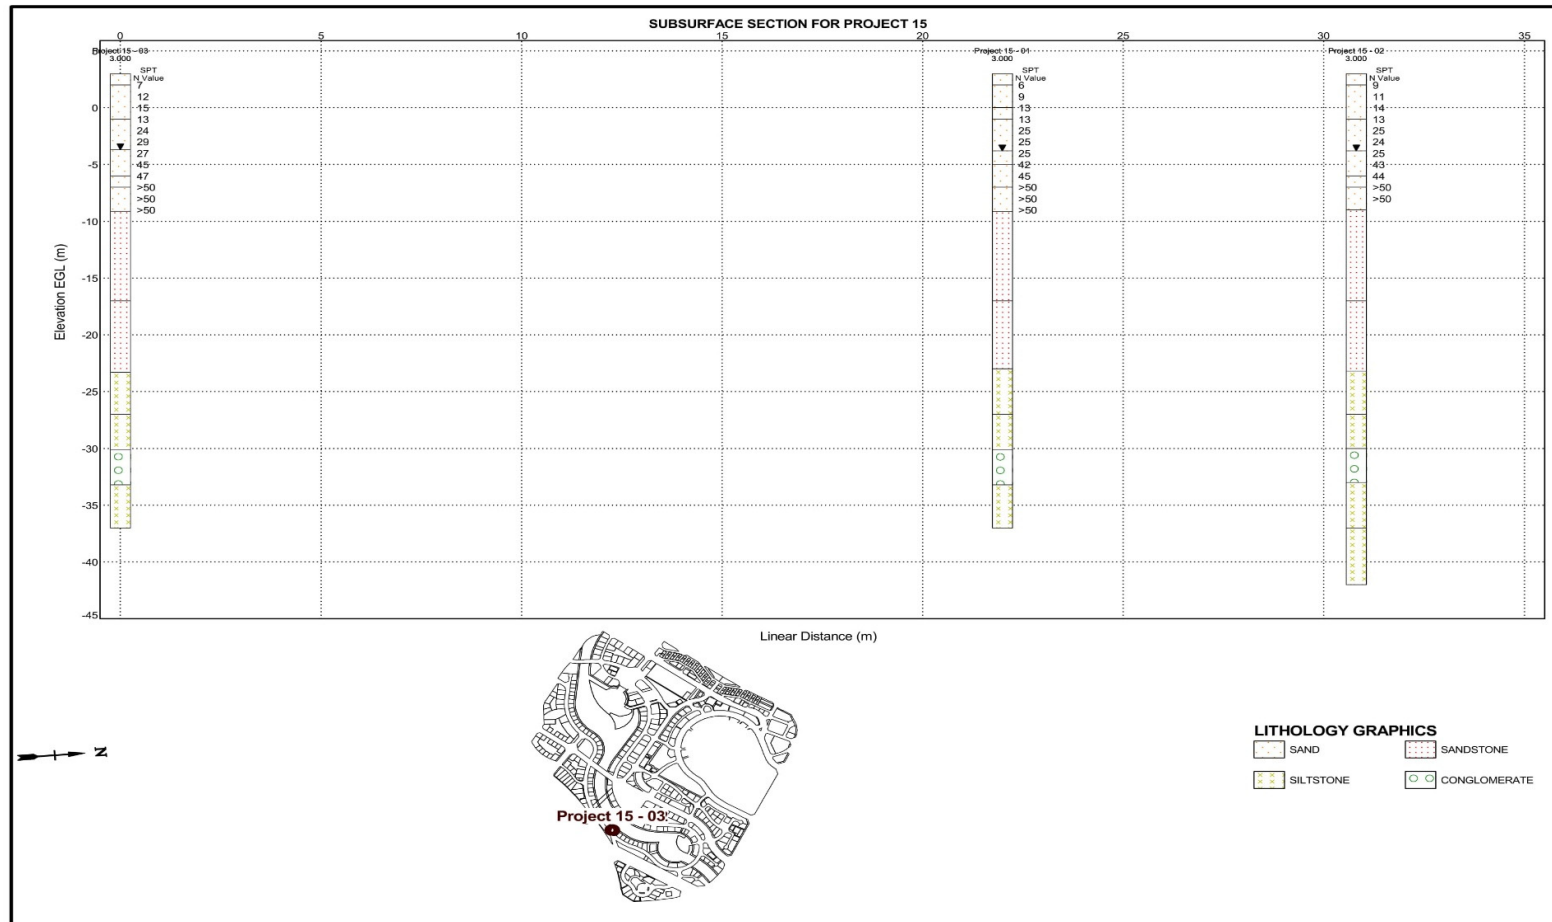 SUBSURFACE SECTION FOR PROJECT 15
0 5 10 15 20 25 30 35
Project 15 - 03
3.000
SPT
N Value
7
12
15
13
24
29
27
45
47
>50
>50
>50
Project 15 - 01
3.000
SPT
N Value
6
9
13
13
25
25
25
42
45
>50
>50
>50
Project 15 - 02
3.000
SPT
N Value
9
11
14
13
25
24
25
43
44
>50
>50
0
-5
-10
-15
-20
-25
-30
-35
-40
-45
Elevation EGL (m)
Linear Distance (m)
N
Project 15 - 03
LITHOLOGY GRAPHICS
SAND
SANDSTONE
SILTSTONE
CONGLOMERATE